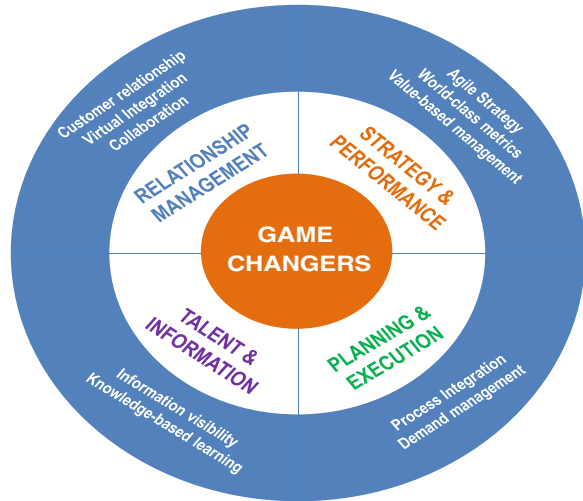 Customer relationship
Virtual Integration
Collaboration
Agile Strategy
World-class metrics
Value-based management
RELATIONSHIP
MANAGEMENT
STRATEGY &
PERFORMANCE
GAME
CHANGERS
TALENT &
INFORMATION
PLANNING &
EXECUTION
Information visibility
Knowledge-based learning
Process Integration
Demand management